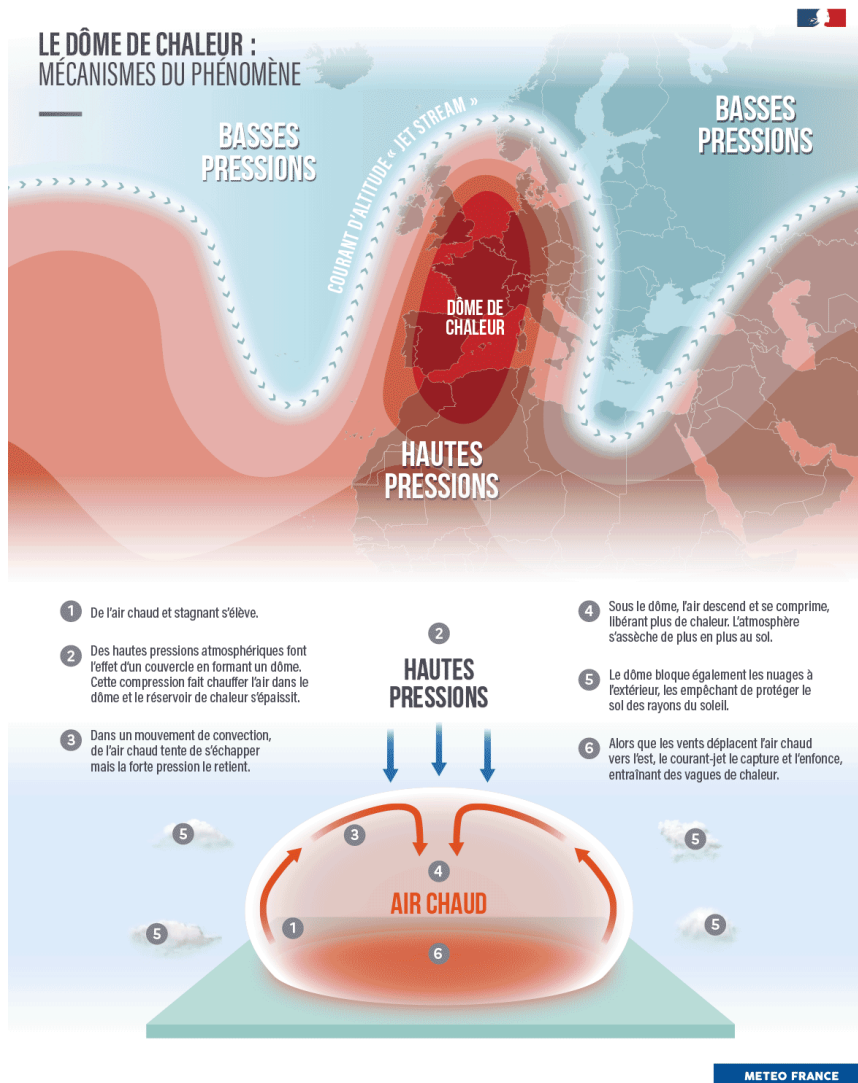 LE DÔME DE CHALEUR :
MÉCANISMES DU PHÉNOMÈNE
BASSES
PRESSIONS
COURANT D'ALTITUDE « JET STREAM »
BASSES
PRESSIONS
DÔME DE
CHALEUR
HAUTES
PRESSIONS
1
De l'air chaud et stagnant s'élève.
2
Des hautes pressions atmosphériques font
l'effet d'un couvercle en formant un dôme.
Cette compression fait chauffer l'air dans le
dôme et le réservoir de chaleur s'épaissit.
3
Dans un mouvement de convection,
de l'air chaud tente de s'échapper
mais la forte pression le retient.
2
HAUTES
PRESSIONS
4
Sous le dôme, l'air descend et se comprime,
libérant plus de chaleur. L'atmosphère
s'assèche de plus en plus au sol.
5
Le dôme bloque également les nuages à
l'extérieur, les empêchant de protéger le
sol des rayons du soleil.
6
Alors que les vents déplacent l'air chaud
vers l'est, le courant-jet le capture et l'enfonce,
entraînant des vagues de chaleur.
5
3
5
4
AIR CHAUD
5
1
5
6
METEO FRANCE